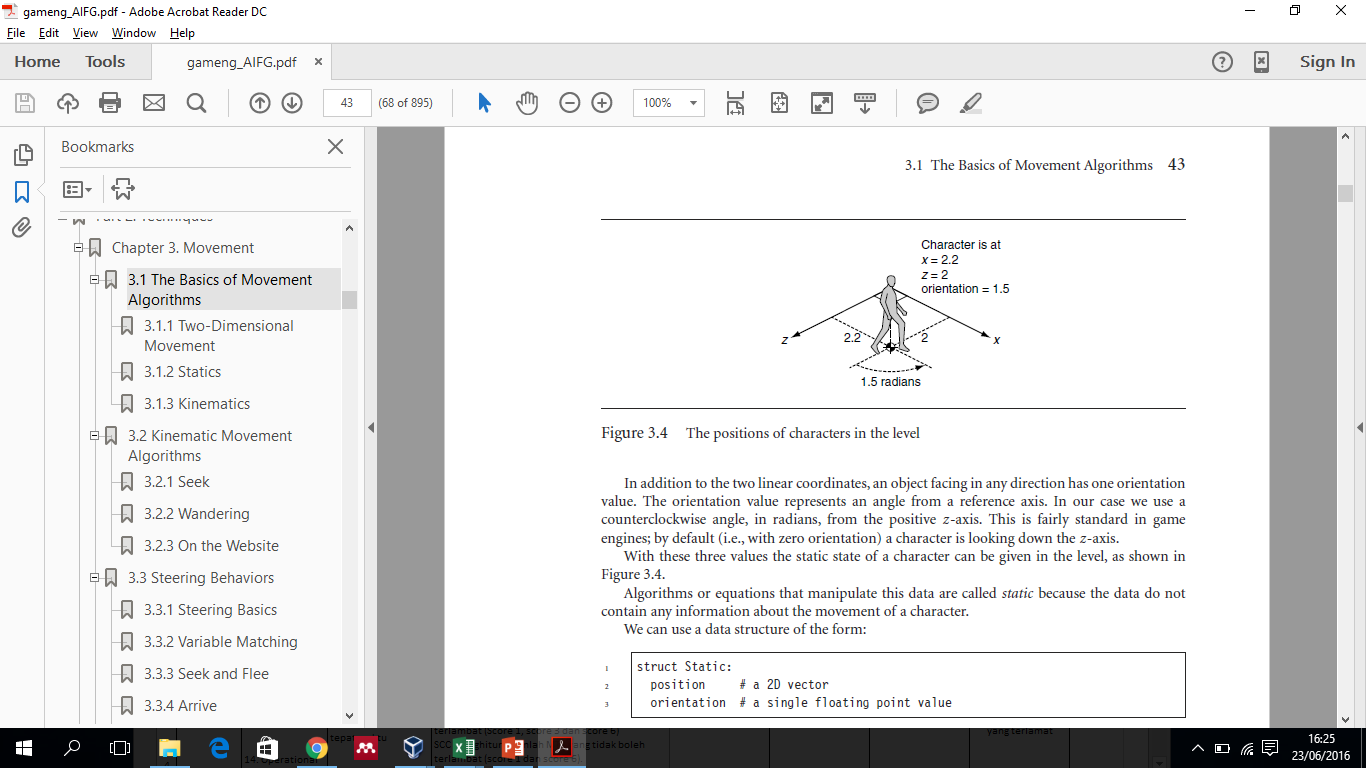 gameng_AIFG.pdf - Adobe Acrobat Reader DC
File Edit View Window Help
Home Tools gameng_AIFG.pdf × Sign In
43 (68 of 895) 100%
Bookmarks
Part II. Techniques
Chapter 3. Movement
3.1 The Basics of Movement
Algorithms
3.1.1 Two-Dimensional
Movement
3.1.2 Statics
3.1.3 Kinematics
3.2 Kinematic Movement
Algorithms
3.2.1 Seek
3.2.2 Wandering
3.2.3 On the Website
3.3 Steering Behaviors
3.3.1 Steering Basics
3.3.2 Variable Matching
3.3.3 Seek and Flee
3.3.4 Arrive
3.1 The Basics of Movement Algorithms 43
Character is at
x = 2.2
z = 2
orientation = 1.5
z 2.2 2 x
1.5 radians
Figure 3.4 The positions of characters in the level
In addition to the two linear coordinates, an object facing in any direction has one orientation
value. The orientation value represents an angle from a reference axis. In our case we use a
counterclockwise angle, in radians, from the positive z-axis. This is fairly standard in game
engines; by default (i.e., with zero orientation) a character is looking down the z-axis.
With these three values the static state of a character can be given in the level, as shown in
Figure 3.4.
Algorithms or equations that manipulate this data are called static because the data do not
contain any information about the movement of a character.
We can use a data structure of the form:
1 struct Static:
2 position # a 2D vector
3 orientation # a single floating point value
16:25
23/06/2016